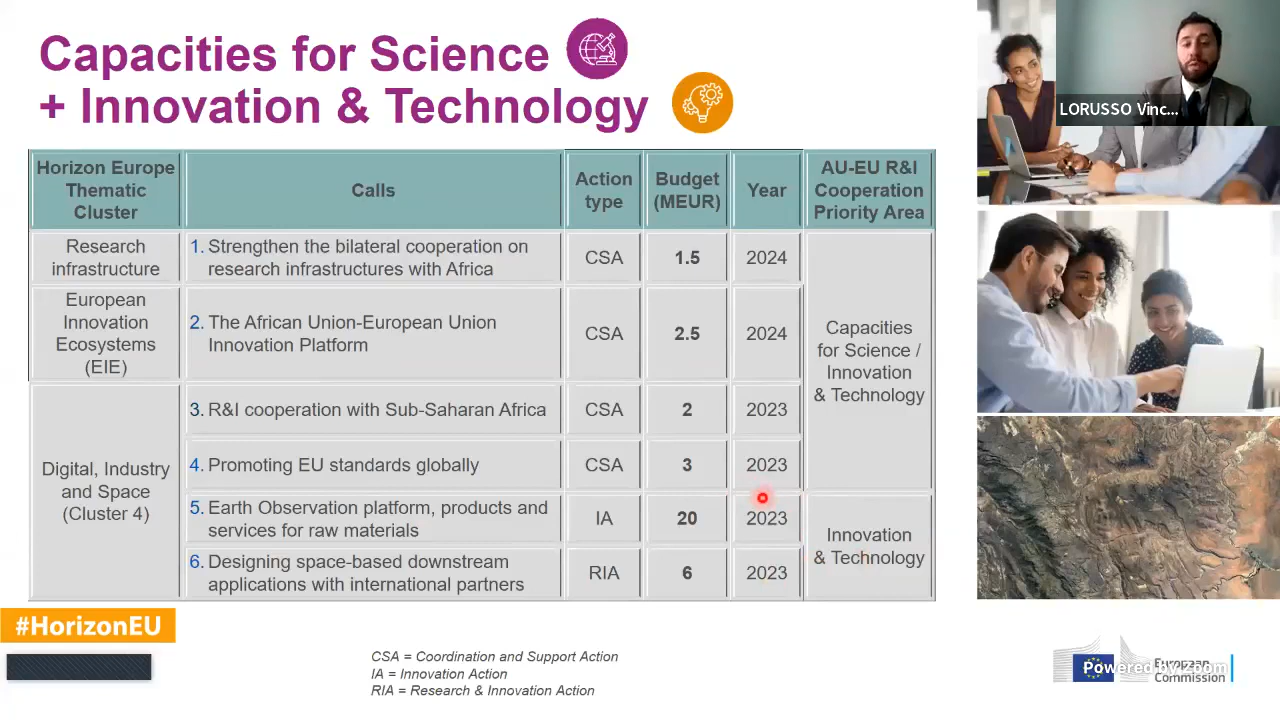 Capacities for Science
+ Innovation & Technology
LORUSSO Vinc...
Horizon Europe
Thematic
Cluster
Calls
Action
type
Budget
(MEUR)
Year
AU-EU R&I
Cooperation
Priority Area
Research
infrastructure
1. Strengthen the bilateral cooperation on
research infrastructures with Africa
CSA
1.5
2024
European
Innovation
Ecosystems
(EIE)
2. The African Union-European Union
Innovation Platform
CSA
2.5
2024
Capacities
for Science /
Innovation
& Technology
Digital, Industry
and Space
(Cluster 4)
3. R&I cooperation with Sub-Saharan Africa
CSA
2
2023
4. Promoting EU standards globally
CSA
3
2023
5. Earth Observation platform, products and
services for raw materials
IA
20
2023
Innovation
& Technology
6. Designing space-based downstream
applications with international partners
RIA
6
2023
#HorizonEU
CSA = Coordination and Support Action
IA = Innovation Action
RIA = Research & Innovation Action
European
Commission
Powered by zoom